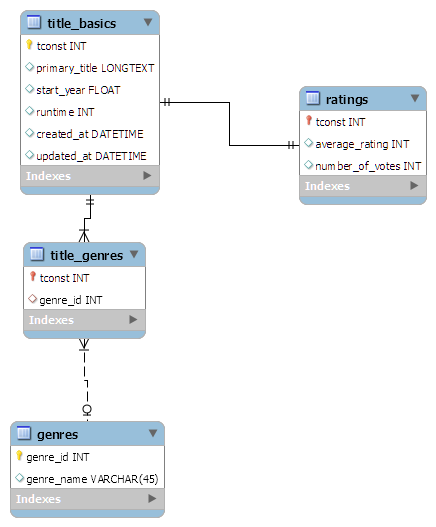 title_basics
tconst INT
primary_title LONGTEXT
start_year FLOAT
runtime INT
created_at DATETIME
updated_at DATETIME
Indexes
ratings
tconst INT
average_rating INT
number_of_votes INT
Indexes
title_genres
tconst INT
genre_id INT
Indexes
genres
genre_id INT
genre_name VARCHAR(45)
Indexes